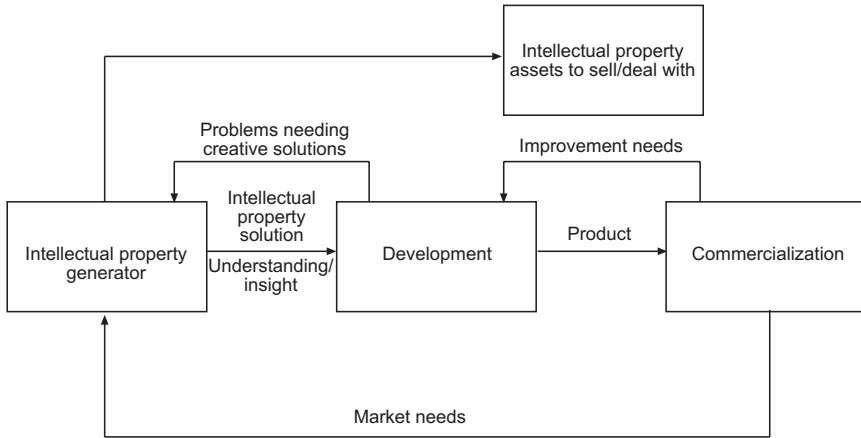 Intellectual property
assets to sell/deal with
Problems needing
creative solutions
Improvement needs
Intellectual property
generator
Intellectual
property
solution
Understanding/
insight
Development
Product
Commercialization
Market needs